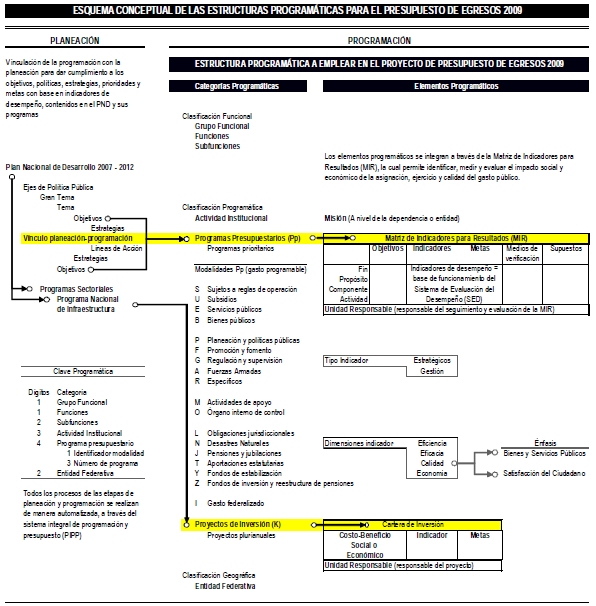 ESQUEMA CONCEPTUAL DE LAS ESTRUCTURAS PROGRAMÁTICAS PARA EL PRESUPUESTO DE EGRESOS 2009
PLANEACIÓN
PROGRAMACIÓN
Vinculación de la programación con la
planeación para dar cumplimiento a los
objetivos, políticas, estrategias, prioridades y
metas con base en indicadores de
desempeño, contenidos en el PND y sus
programas
ESTRUCTURA PROGRAMÁTICA A EMPLEAR EN EL PROYECTO DE PRESUPUESTO DE EGRESOS 2009
Categorías Programáticas
Elementos Programáticos
Clasificación Funcional
Grupo Funcional
Funciones
Subfunciones
Los elementos programáticos se integran a través de la Matriz de Indicadores para
Resultados (MIR), la cual permite identificar, medir y evaluar el impacto social y
económico de la asignación, ejercicio y calidad del gasto público.
Plan Nacional de Desarrollo 2007 - 2012
Ejes de Política Pública
Gran Tema
Tema
Objetivos
Estrategias
Vínculo planeación-programación
Líneas de Acción
Estrategias
Objetivos
Programas Sectoriales
Programa Nacional
de Infraestructura
Clasificación Programática
Actividad Institucional
Misión (A nivel de la dependencia o entidad)
Programas Presupuestarios (Pp)
Programas prioritarios
Matriz de Indicadores para Resultados (MIR)
Objetivos Indicadores Metas Medios de verificación Supuestos
Fin
Propósito
Componente
Actividad
Indicadores de desempeño =
base de funcionamiento del
Sistema de Evaluación del
Desempeño (SED)
Unidad Responsable (responsable del seguimiento y evaluación de la MIR)
Modalidades Pp (gasto programable)
S Sujetos a reglas de operación
U Subsidios
E Servicios públicos
B Bienes públicos
P Planeación y políticas públicas
F Promoción y fomento
G Regulación y supervisión
A Fuerzas Armadas
R Específicos
M Actividades de apoyo
O Órgano interno de control
L Obligaciones jurisdiccionales
N Desastres Naturales
J Pensiones y jubilaciones
T Aportaciones estatutarias
Y Fondos de estabilización
Z Fondos de inversión y reestructura de pensiones
I Gasto federalizado
Tipo Indicador
Estratégicos
Gestión
Dimensiones indicador
Eficiencia
Eficacia
Calidad
Economía
Énfasis
Bienes y Servicios Públicos
Satisfacción del Ciudadano
Clave Programática
Dígitos Categoría
1 Grupo Funcional
1 Funciones
2 Subfunciones
3 Actividad Institucional
4 Programa presupuestario
1 Identificador modalidad
3 Número de programa
2 Entidad Federativa
Todos los procesos de las etapas de
planeación y programación se realizan
de manera automatizada, a través del
sistema integral de programación y
presupuesto (PIPP)
Proyectos de Inversión (K)
Proyectos plurianuales
Cartera de Inversión
Costo-Beneficio
Social o
Económico
Indicador
Metas
Unidad Responsable (responsable del proyecto)
Clasificación Geográfica
Entidad Federativa